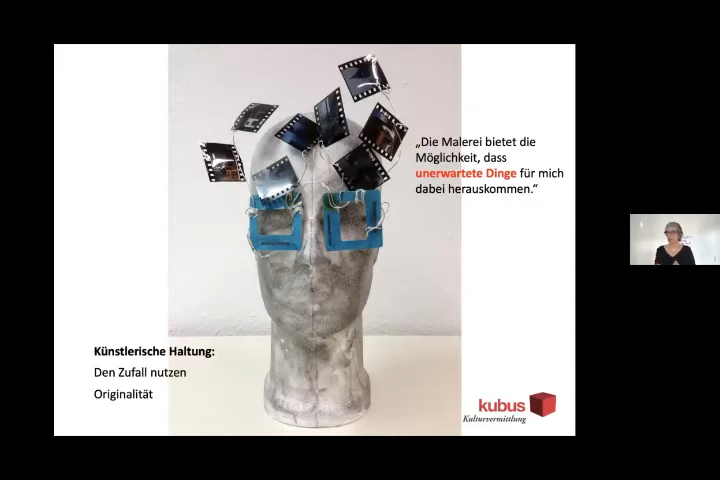 „Die Malerei bietet die
Möglichkeit, dass
unerwartete Dinge für mich
dabei herauskommen.“
Künstlerische Haltung:
Den Zufall nutzen
Originalität
kubus
Kulturvermittlung